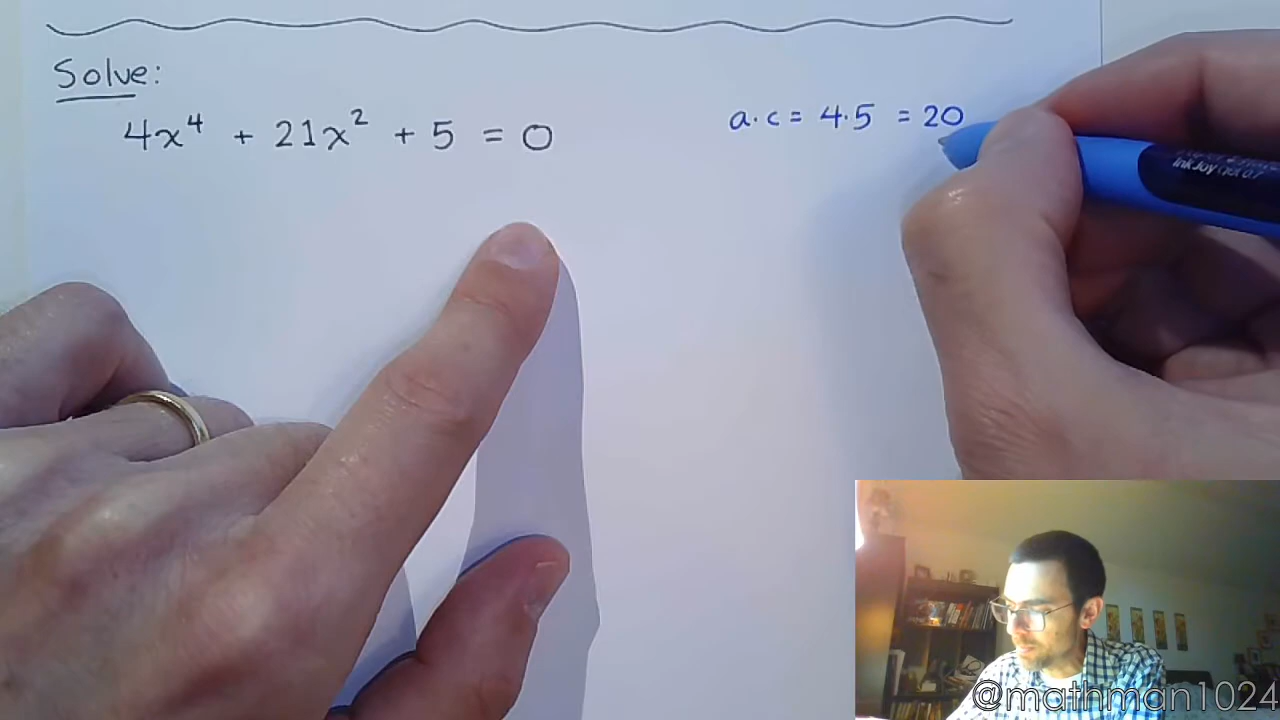 Solve:
4x⁴ + 21x² + 5 = 0
a·c = 4·5 = 20
@mathman1024